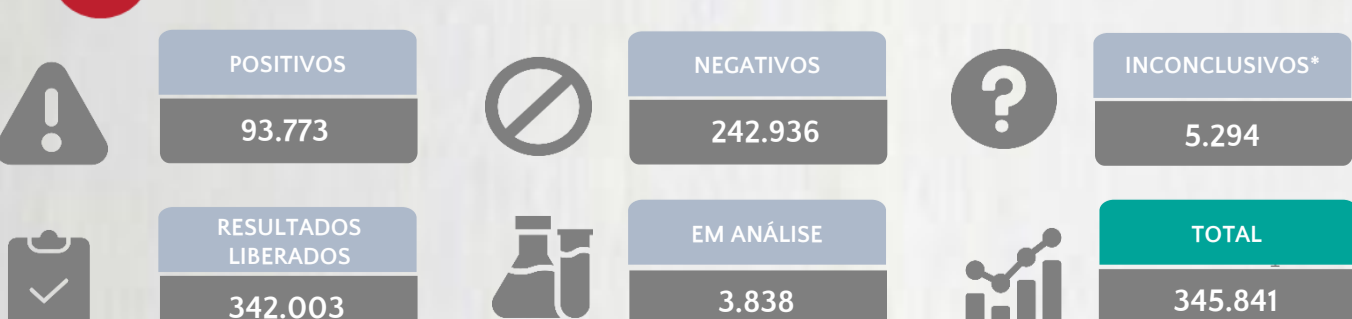 POSITIVOS
93.773
NEGATIVOS
242.936
INCONCLUSIVOS*
5.294
RESULTADOS
LIBERADOS
342.003
EM ANÁLISE
3.838
TOTAL
345.841